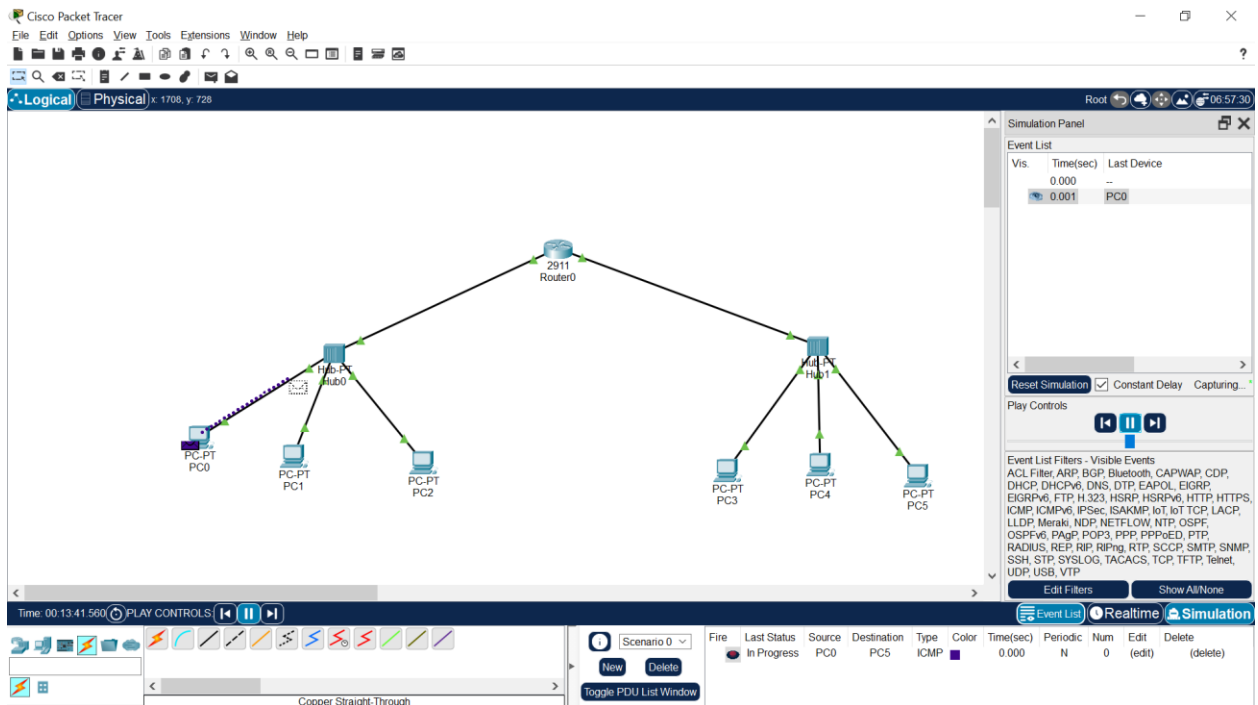 Cisco Packet Tracer
File Edit Options View Tools Extensions Window Help
?
Logical Physical x: 1708, y: 728
Root 06:57:30
Simulation Panel
Event List
Vis. Time(sec) Last Device
0.000 --
0.001 PC0
2911
Router0
Hub-PT
Hub0
Hub-PT
Hub1
PC-PT
PC0
PC-PT
PC1
PC-PT
PC2
PC-PT
PC3
PC-PT
PC4
PC-PT
PC5
Reset Simulation Constant Delay Capturing...
Play Controls
Event List Filters - Visible Events
ACL Filter, ARP, BGP, Bluetooth, CAPWAP, CDP,
DHCP, DHCPv6, DNS, DTP, EAPOL, EIGRP,
EIGRPv6, FTP, H.323, HSRP, HSRPv6, HTTP, HTTPS,
ICMP, ICMPv6, IPSec, ISAKMP, IoT, IoT TCP, LACP,
LLDP, Meraki, NDP, NETFLOW, NTP, OSPF,
OSPFv6, PAgP, POP3, PPP, PPPoED, PTP,
RADIUS, REP, RIP, RIPng, RTP, SCCP, SMTP, SNMP,
SSH, STP, SYSLOG, TACACS, TCP, TFTP, Telnet,
UDP, USB, VTP
Edit Filters Show All/None
Time: 00:13:41.560 PLAY CONTROLS: Event List Realtime Simulation
Scenario 0
New Delete
Toggle PDU List Window
Fire Last Status Source Destination Type Color Time(sec) Periodic Num Edit Delete
In Progress PC0 PC5 ICMP 0.000 N 0 (edit) (delete)
Copper Straight-Through